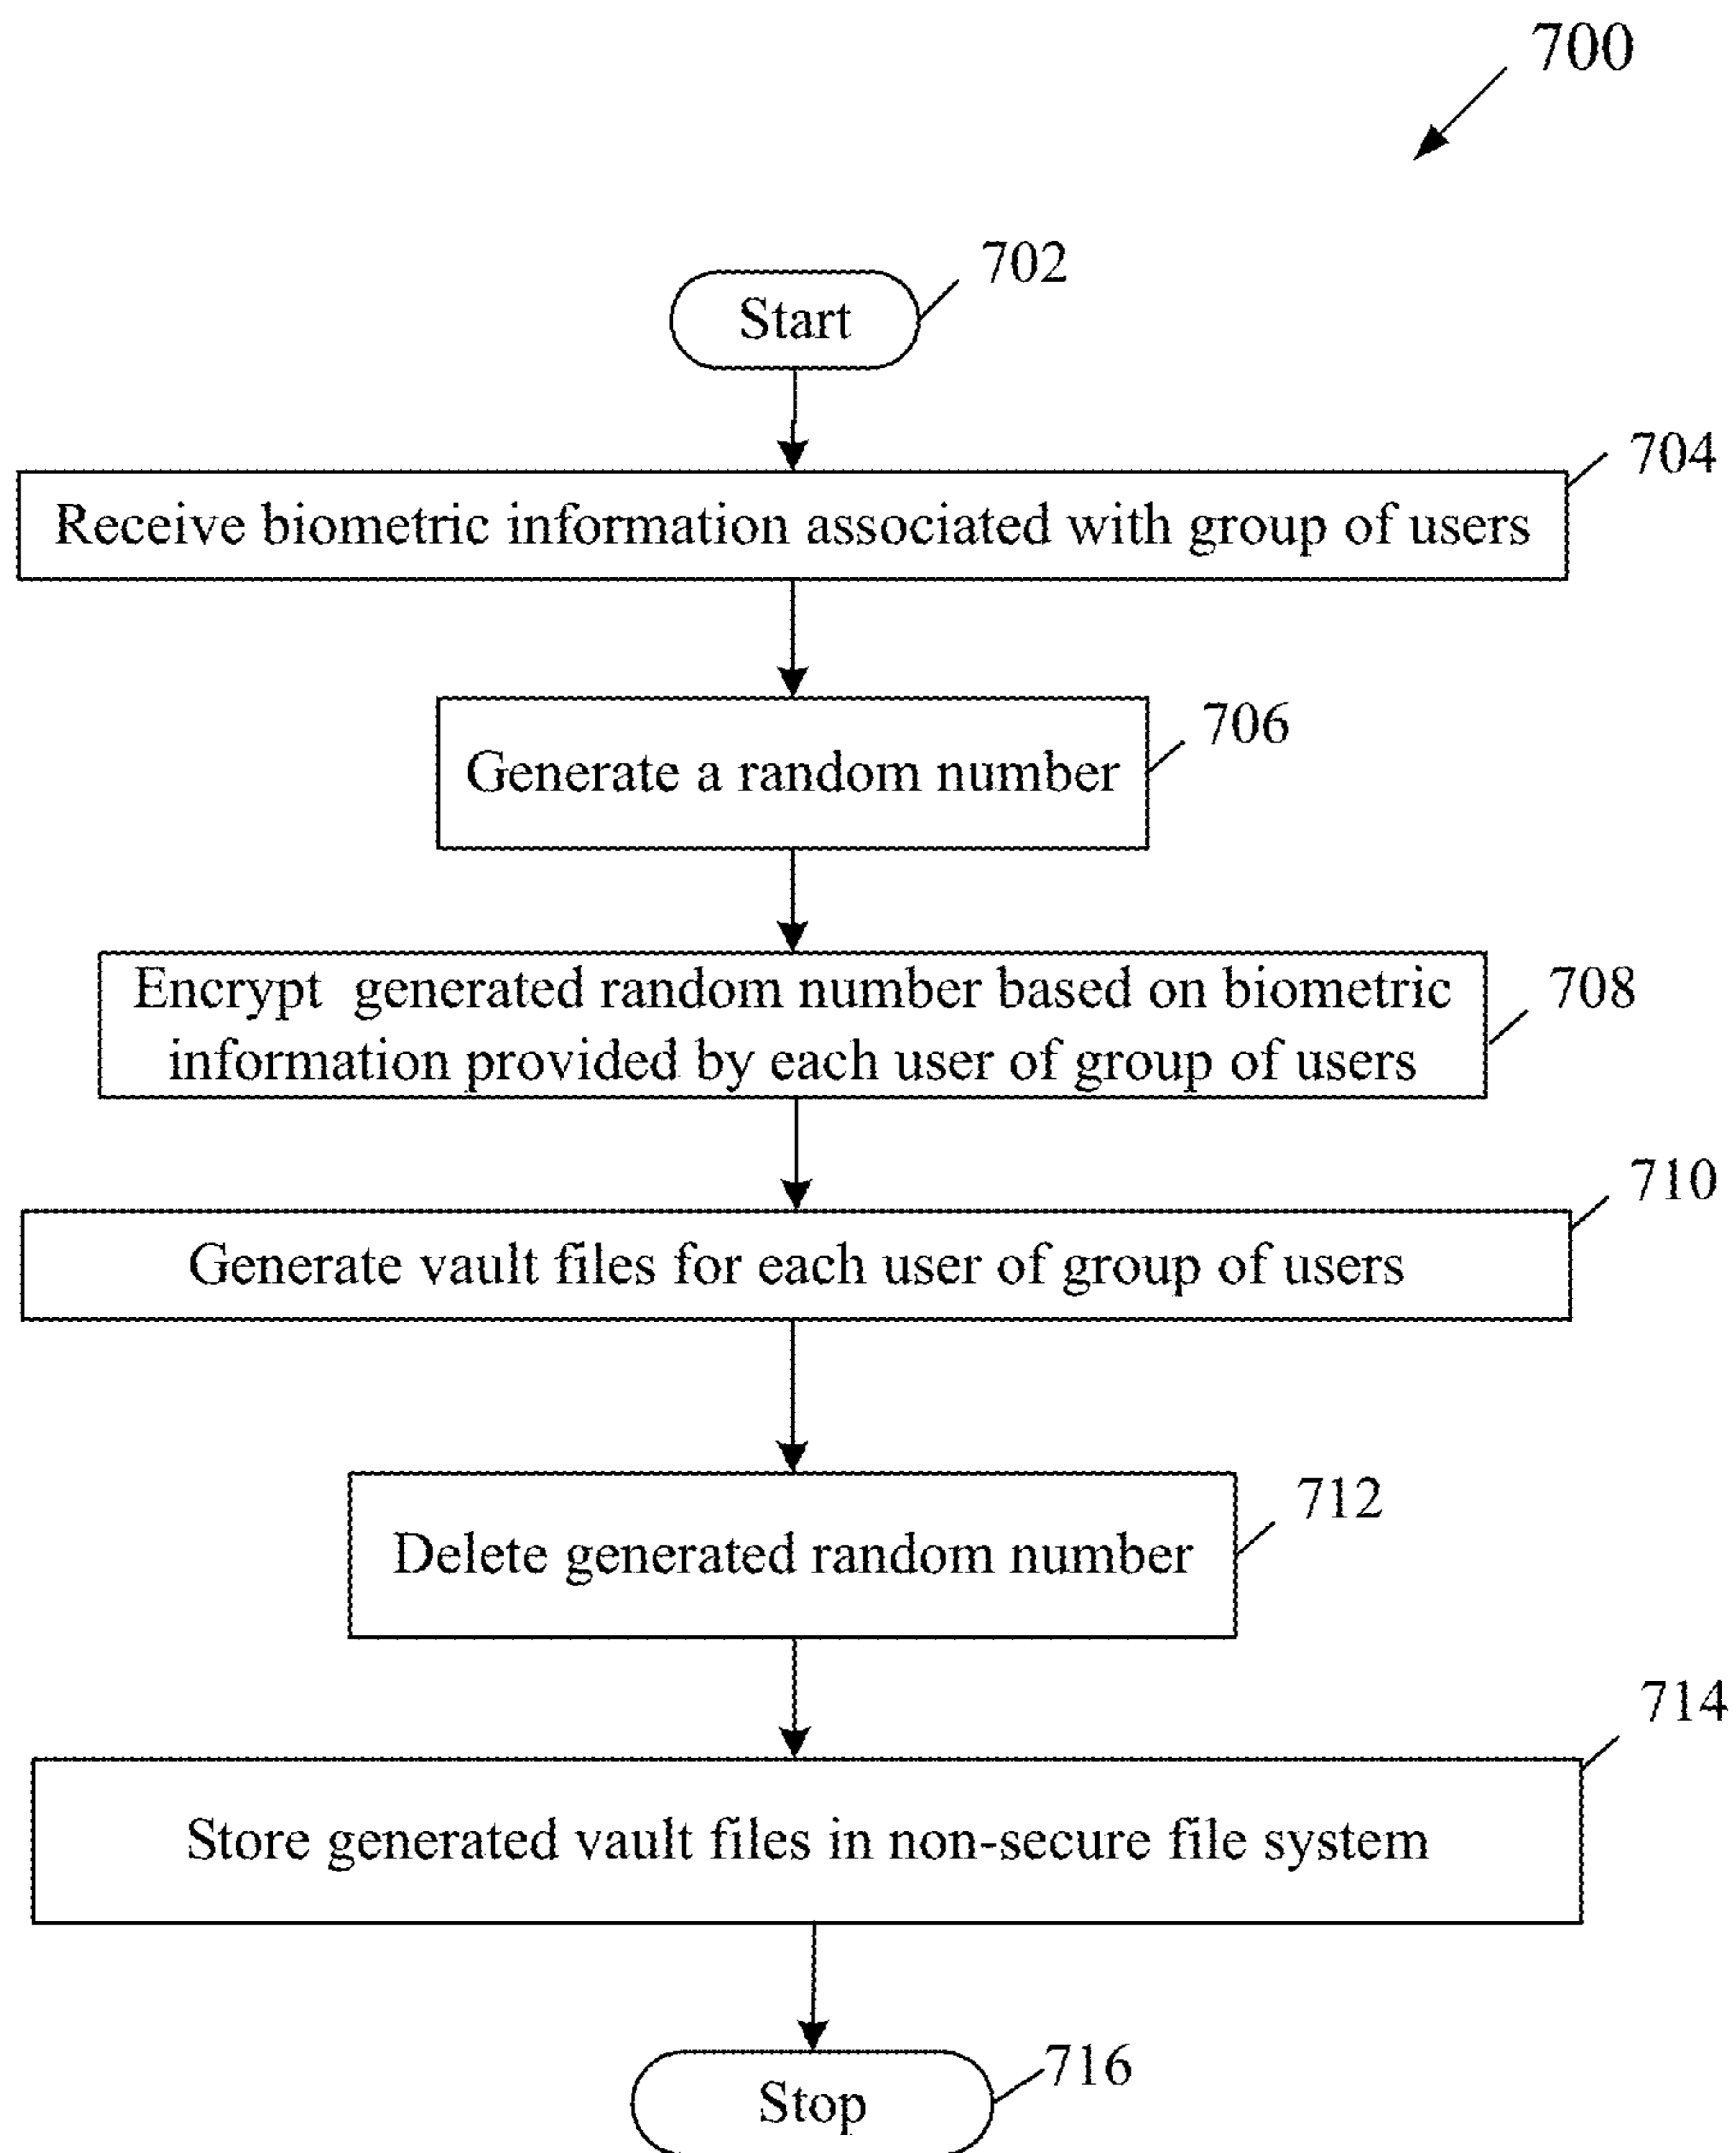 700
Start
702
Receive biometric information associated with group of users
704
Generate a random number
706
Encrypt generated random number based on biometric
information provided by each user of group of users
708
Generate vault files for each user of group of users
710
Delete generated random number
712
Store generated vault files in non-secure file system
714
Stop
716